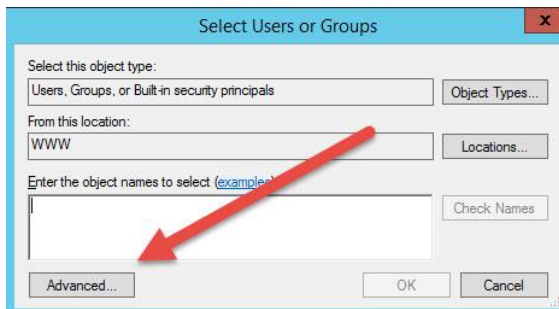 Select Users or Groups
x
Select this object type:
Users, Groups, or Built-in security principals
Object Types...
From this location:
WWW
Locations...
Enter the object names to select (examples)
Check Names
Advanced...
OK
Cancel